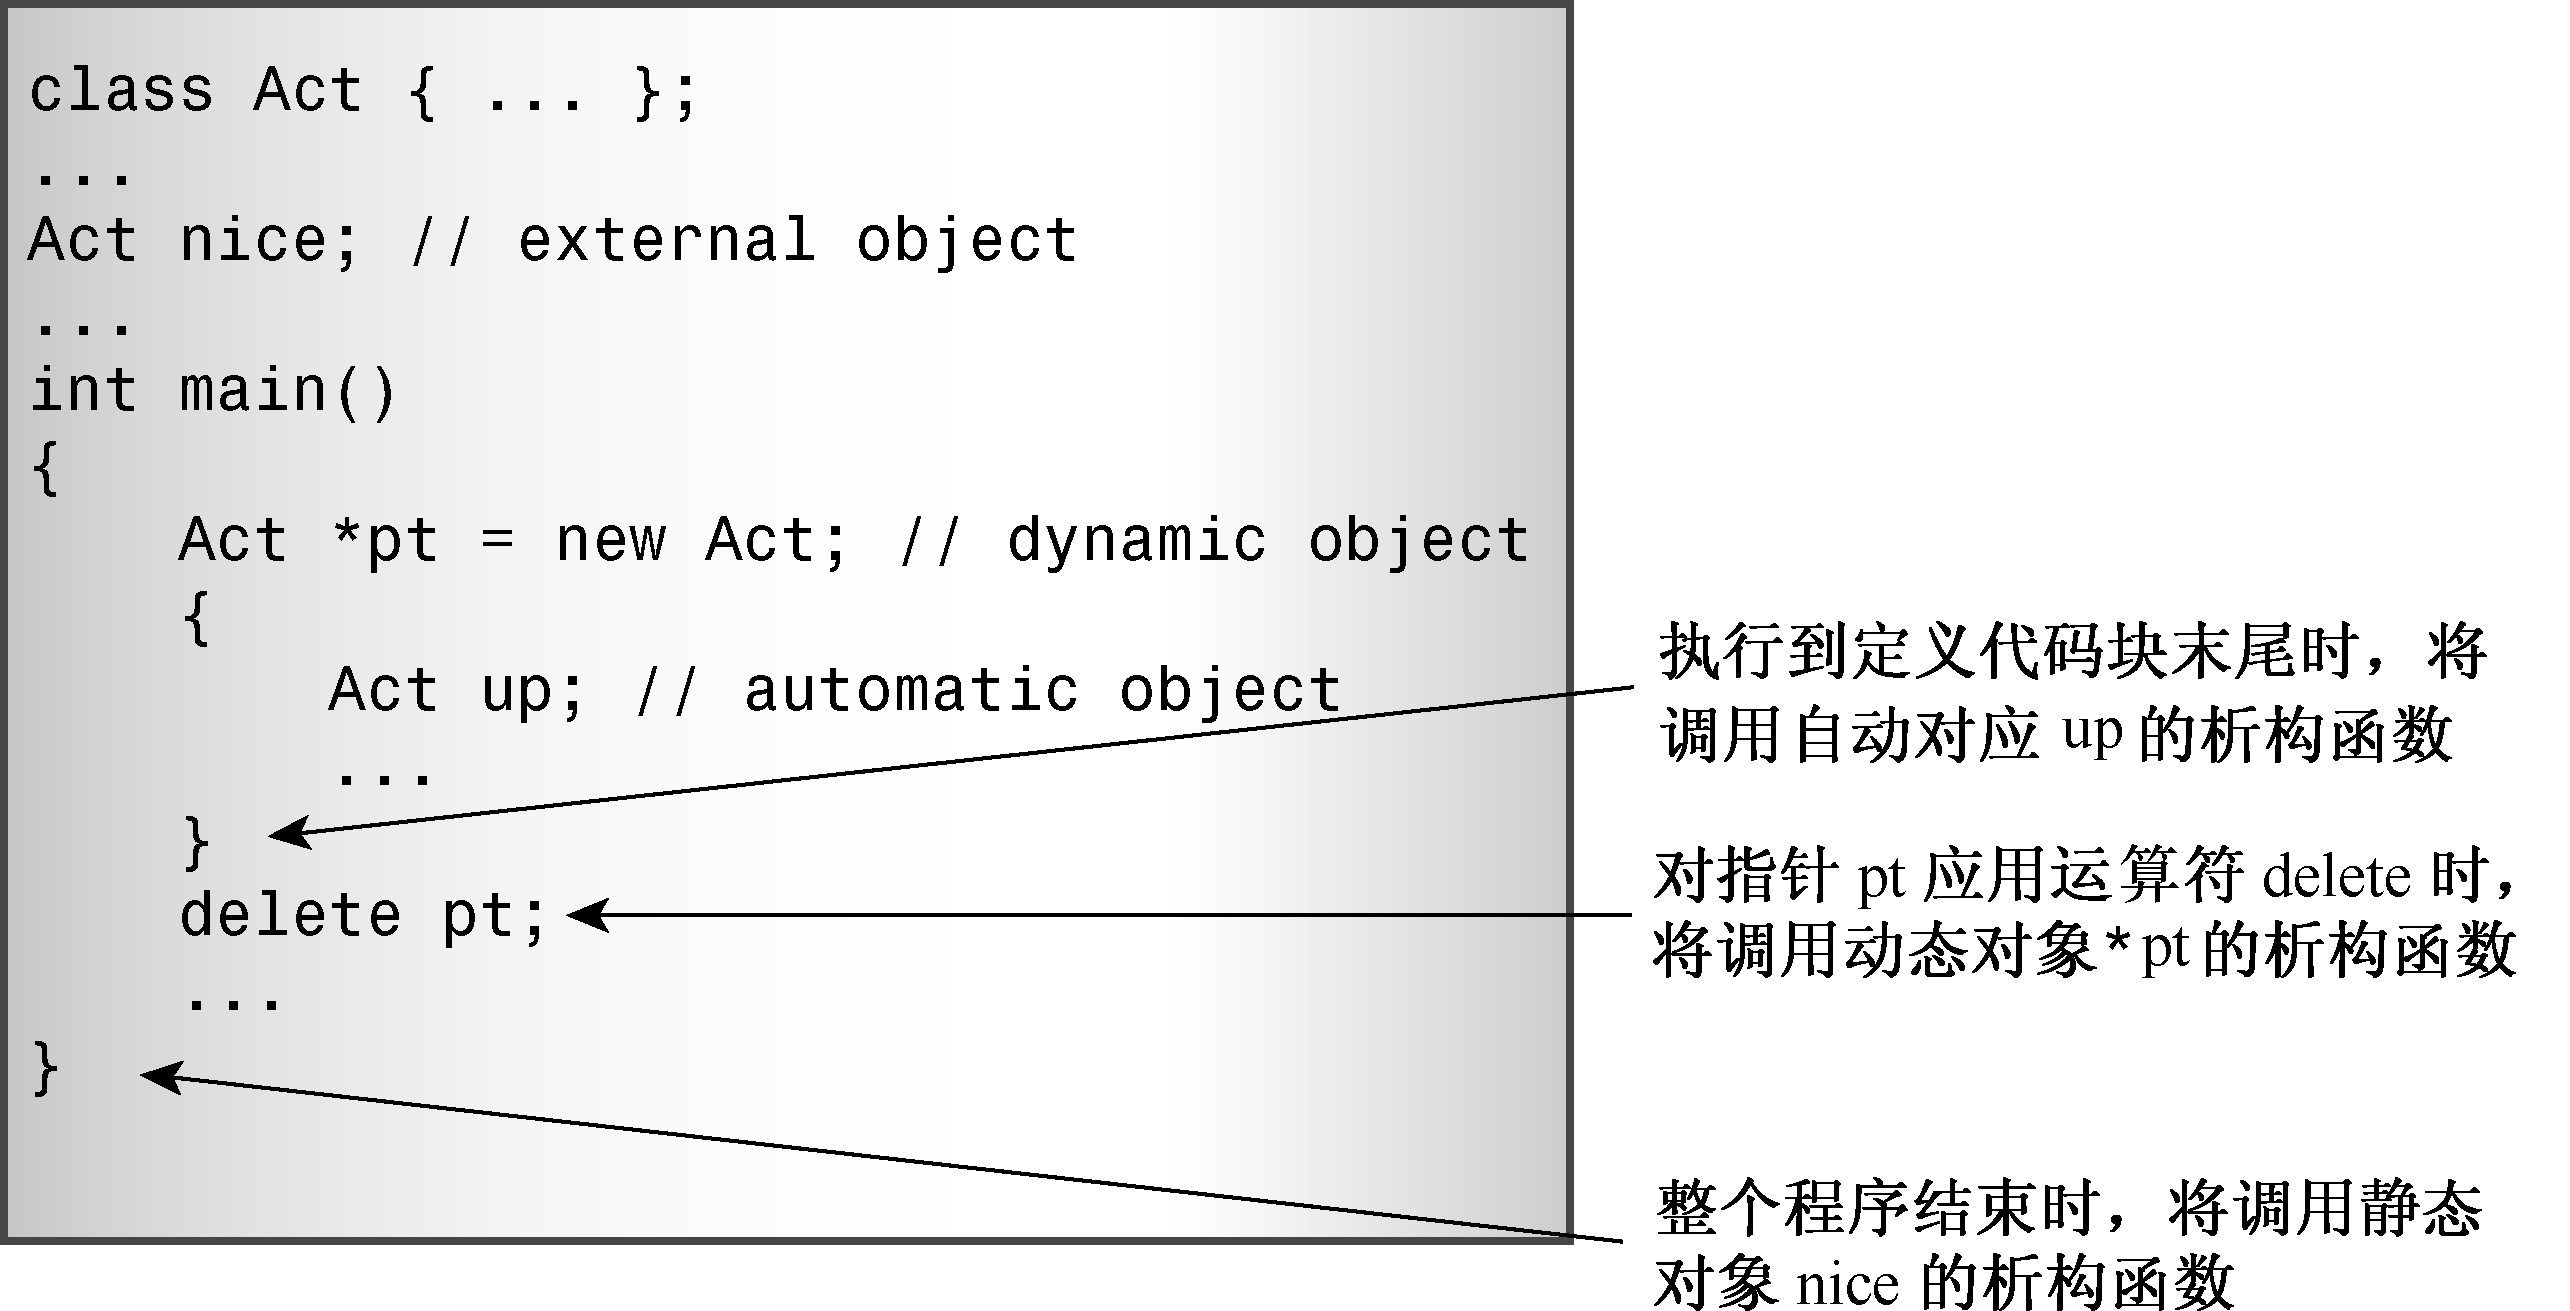 class Act { ... };
...
Act nice; // external object
...
int main()
{
    Act *pt = new Act; // dynamic object
    {
        Act up; // automatic object
        ...
    }
    delete pt;
    ...
}
执行到定义代码块末尾时，将
调用自动对应 up 的析构函数
对指针 pt 应用运算符 delete 时，
将调用动态对象*pt 的析构函数
整个程序结束时，将调用静态
对象 nice 的析构函数